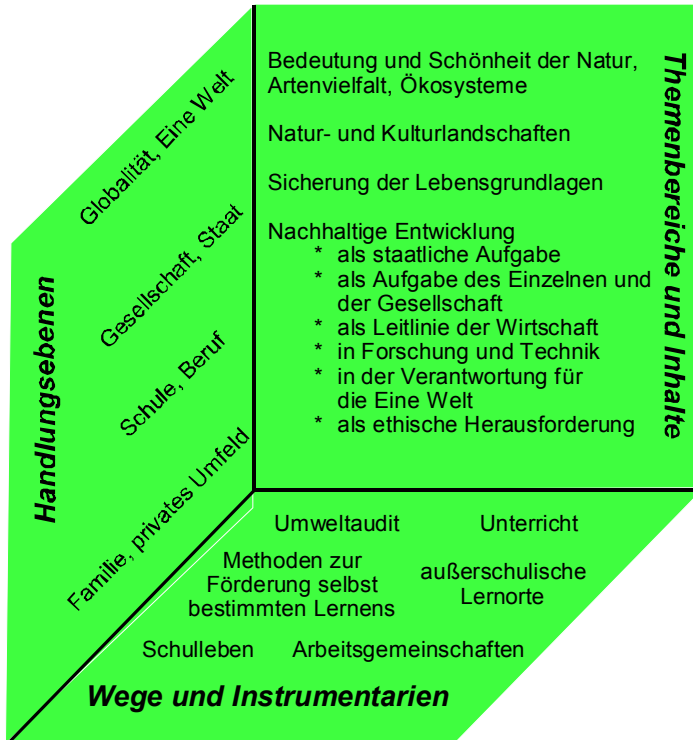 Bedeutung und Schönheit der Natur,
Artenvielfalt, Ökosysteme
Natur- und Kulturlandschaften
Sicherung der Lebensgrundlagen
Nachhaltige Entwicklung
* als staatliche Aufgabe
* als Aufgabe des Einzelnen und
der Gesellschaft
* als Leitlinie der Wirtschaft
* in Forschung und Technik
* in der Verantwortung für
die Eine Welt
* als ethische Herausforderung
Themenbereiche und Inhalte
Globalität, Eine Welt
Gesellschaft, Staat
Schule, Beruf
Familie, privates Umfeld
Handlungsebenen
Umweltaudit
Unterricht
Methoden zur
Förderung selbst
bestimmten Lernens
außerschulische
Lernorte
Schulleben
Arbeitsgemeinschaften
Wege und Instrumentarien